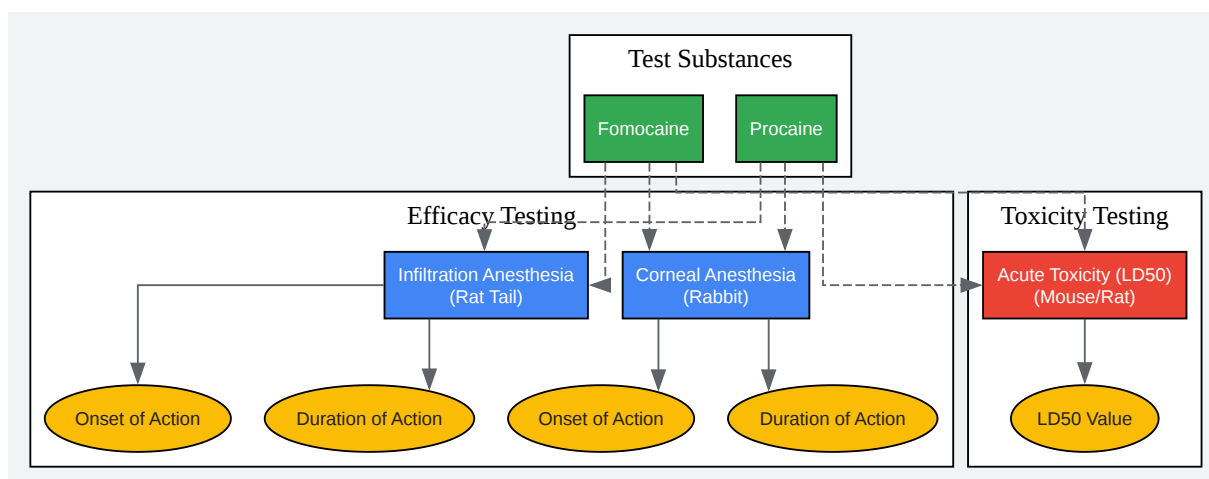 Test Substances
Fomocaine
Procaine
Efficacy Testing
Toxicity Testing
Infiltration Anesthesia
(Rat Tail)
Corneal Anesthesia
(Rabbit)
Acute Toxicity (LD50)
(Mouse/Rat)
Onset of Action
Duration of Action
Onset of Action
Duration of Action
LD50 Value